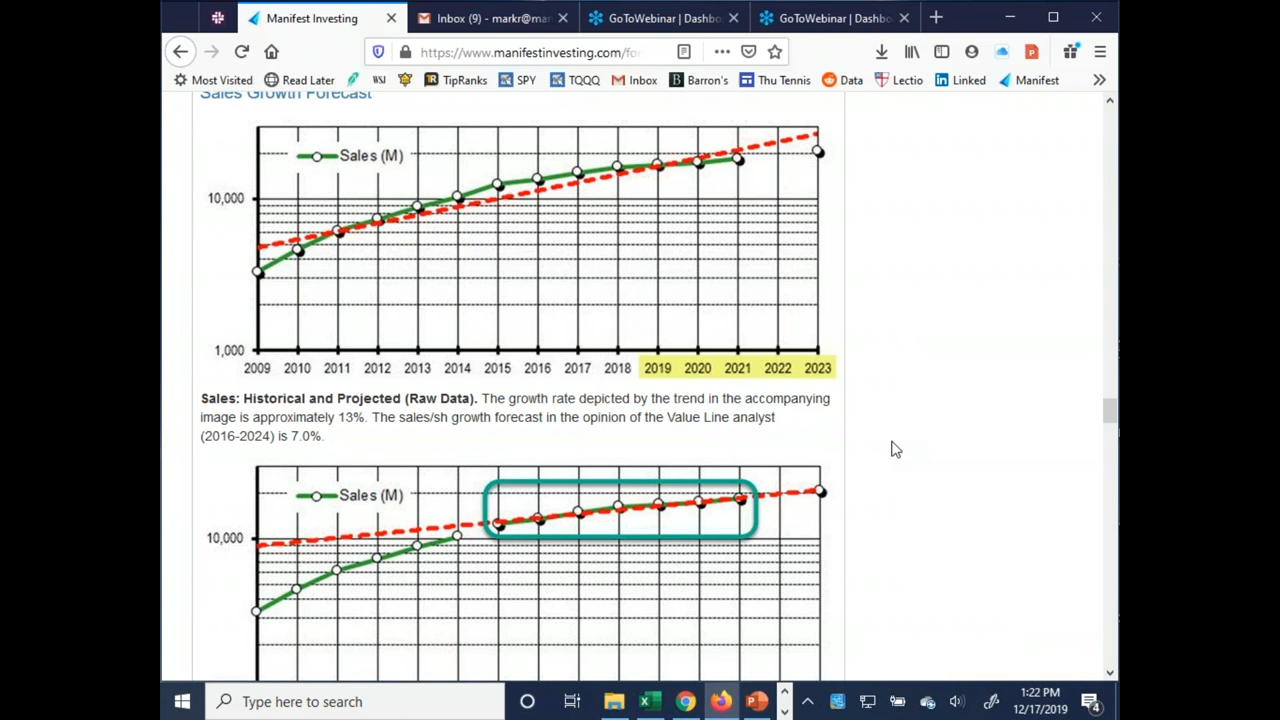 Manifest Investing
Inbox (9) - markr@ma
GoToWebinar | Dashbo
GoToWebinar | Dashbo
https://www.manifestinvesting.com/for
Most Visited
Read Later
WSJ
TipRanks
SPY
TQQQ
Inbox
Barron's
Thu Tennis
Data
Lectio
Linked
Manifest
Sales Growth Forecast
Sales (M)
10,000
1,000
2009 2010 2011 2012 2013 2014 2015 2016 2017 2018 2019 2020 2021 2022 2023
Sales: Historical and Projected (Raw Data). The growth rate depicted by the trend in the accompanying
image is approximately 13%. The sales/sh growth forecast in the opinion of the Value Line analyst
(2016-2024) is 7.0%.
Sales (M)
10,000
Type here to search
1:22 PM
12/17/2019
4